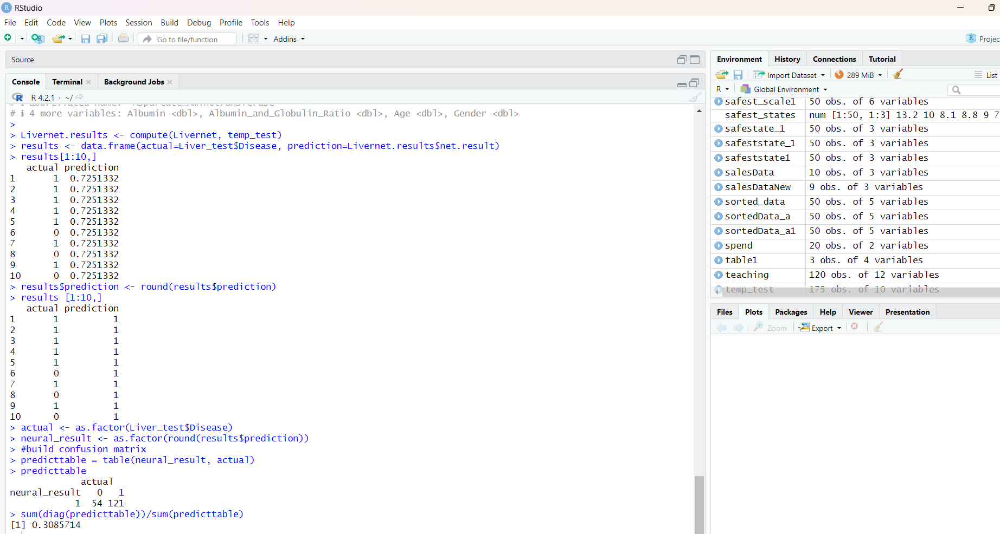 RStudio
File Edit Code View Plots Session Build Debug Profile Tools Help
Go to file/function Addins Projec
Source
Console Terminal Background Jobs
R 4.2.1 · ~/
# ℹ 4 more variables: Albumin <dbl>, Albumin_and_Globulin_Ratio <dbl>, Age <dbl>, Gender <dbl>
>
> Livernet.results <- compute(Livernet, temp_test)
> results <- data.frame(actual=Liver_test$Disease, prediction=Livernet.results$net.result)
> results[1:10,]
actual prediction
1 1 0.7251332
2 1 0.7251332
3 1 0.7251332
4 1 0.7251332
5 1 0.7251332
6 0 0.7251332
7 1 0.7251332
8 0 0.7251332
9 1 0.7251332
10 0 0.7251332
> results$prediction <- round(results$prediction)
> results [1:10,]
actual prediction
1 1 1
2 1 1
3 1 1
4 1 1
5 1 1
6 0 1
7 1 1
8 0 1
9 1 1
10 0 1
> actual <- as.factor(Liver_test$Disease)
> neural_result <- as.factor(round(results$prediction))
> #build confusion matrix
> predicttable = table(neural_result, actual)
> predicttable
actual
neural_result 0 1
1 54 121
> sum(diag(predicttable))/sum(predicttable)
[1] 0.3085714
Environment History Connections Tutorial
Import Dataset 289 MiB List
R Global Environment
safest_scale1 50 obs. of 6 variables
safest_states num [1:50, 1:3] 13.2 10 8.1 8.8 9 7
safestate_1 50 obs. of 3 variables
safeststate_1 50 obs. of 3 variables
safeststate1 50 obs. of 3 variables
salesData 10 obs. of 3 variables
salesDataNew 9 obs. of 3 variables
sorted_data 50 obs. of 5 variables
sortedData_a 50 obs. of 5 variables
sortedData_a1 50 obs. of 5 variables
spend 20 obs. of 2 variables
table1 3 obs. of 4 variables
teaching 120 obs. of 12 variables
temp_test 175 obs. of 10 variables
Files Plots Packages Help Viewer Presentation
Zoom Export